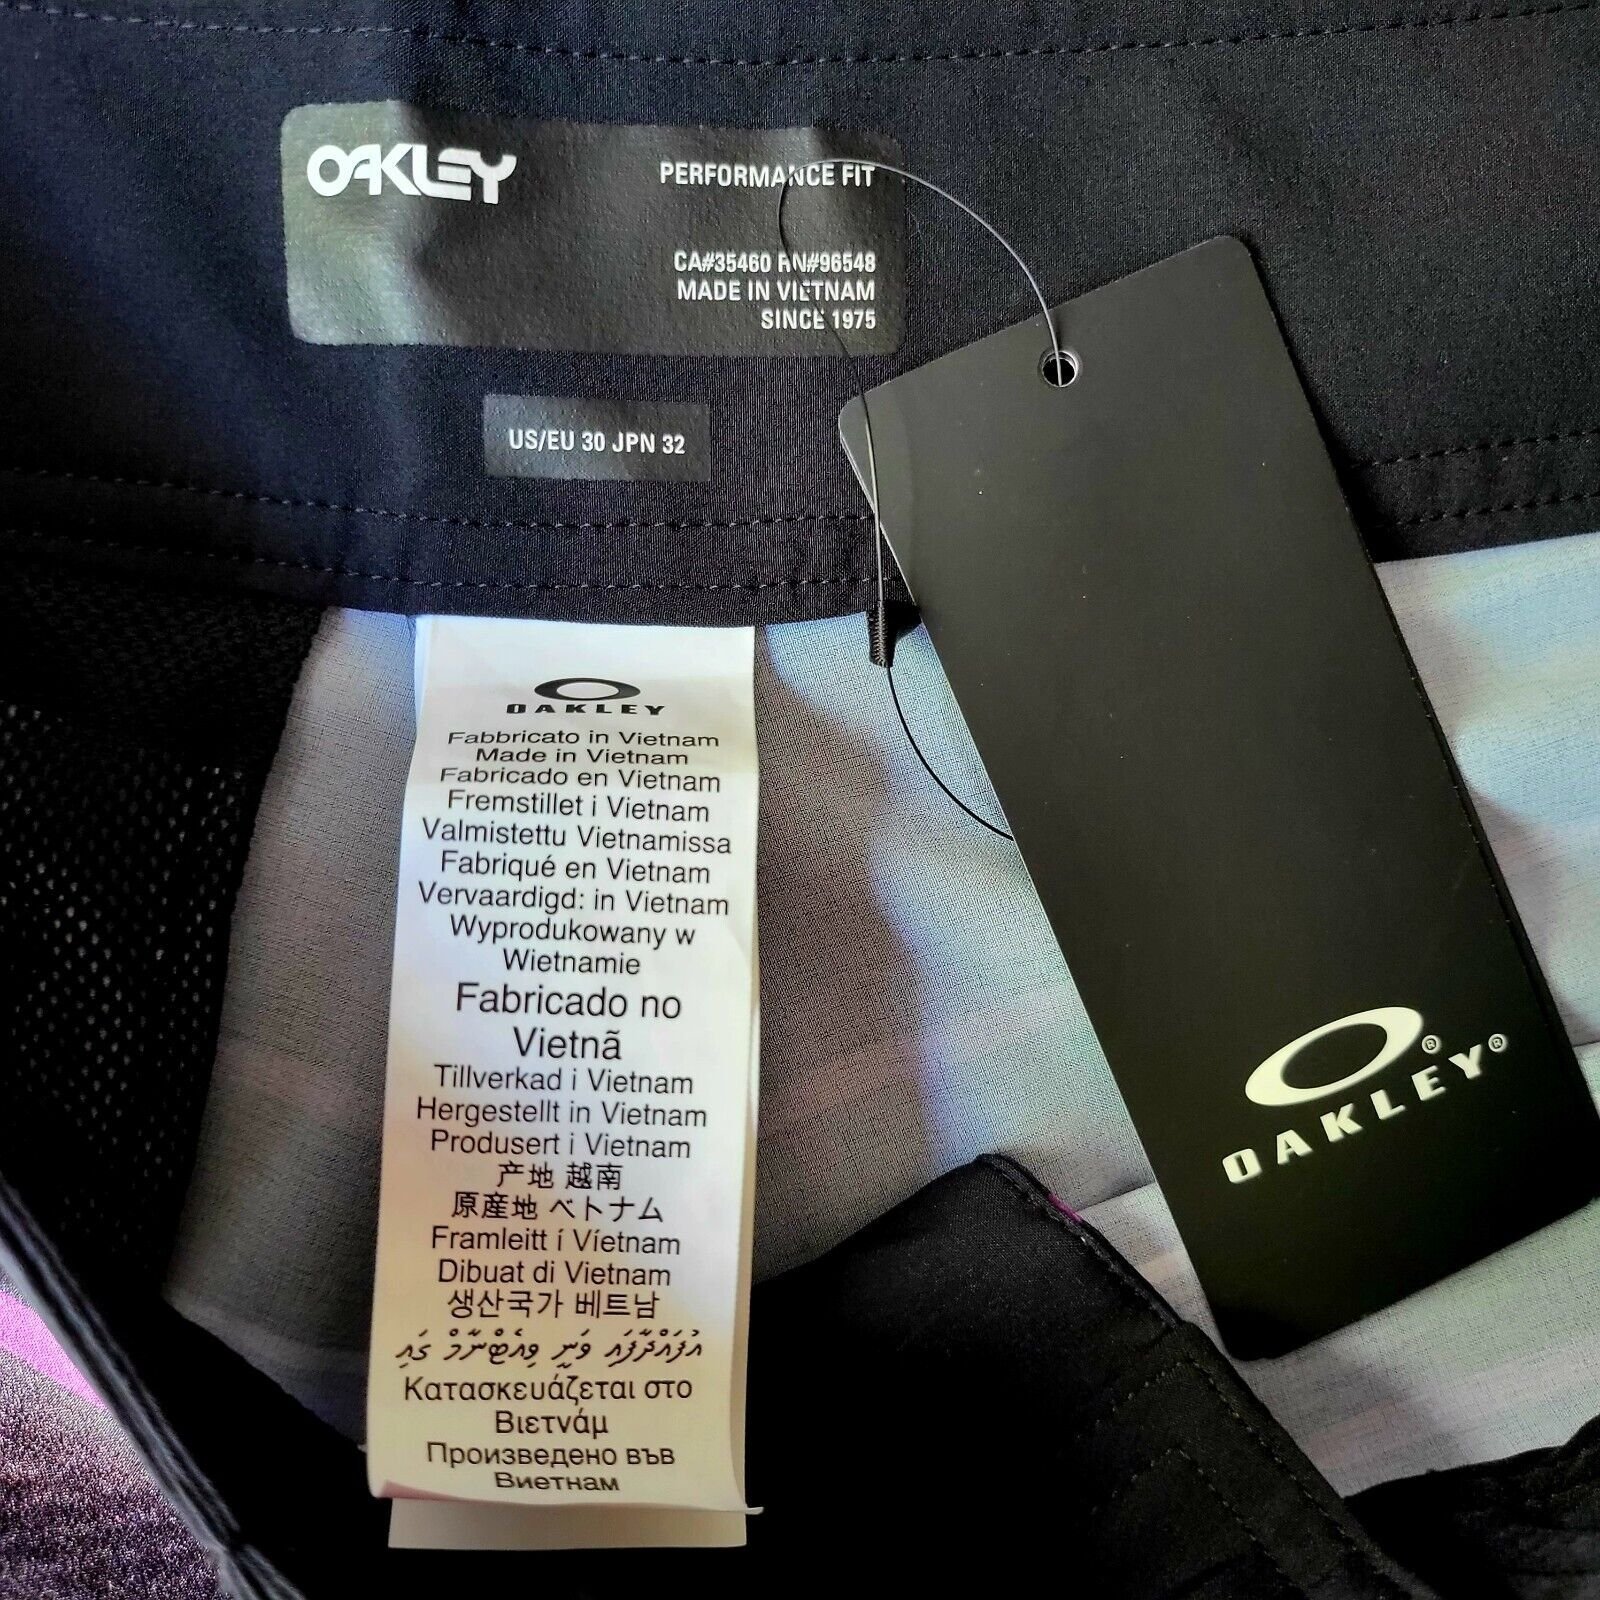 OAKLEY
PERFORMANCE FIT
CA#35460 RN#96548
MADE IN VIETNAM
SINCE 1975
US/EU 30 JPN 32
OAKLEY
Fabbricato in Vietnam
Made in Vietnam
Fabricado en Vietnam
Fremstillet i Vietnam
Valmistettu Vietnamissa
Fabriqué en Vietnam
Vervaardigd: in Vietnam
Wyprodukowany w
Wietnamie
Fabricado no
Vietnã
Tillverkad i Vietnam
Hergestellt in Vietnam
Produsert i Vietnam
产地 越南
原産地 ベトナム
Framleitt í Víetnam
Dibuat di Vietnam
생산국가 베트남
Κατασκευάζεται στο
Βιετνάμ
Произведено във
Виетнам
OAKLEY®